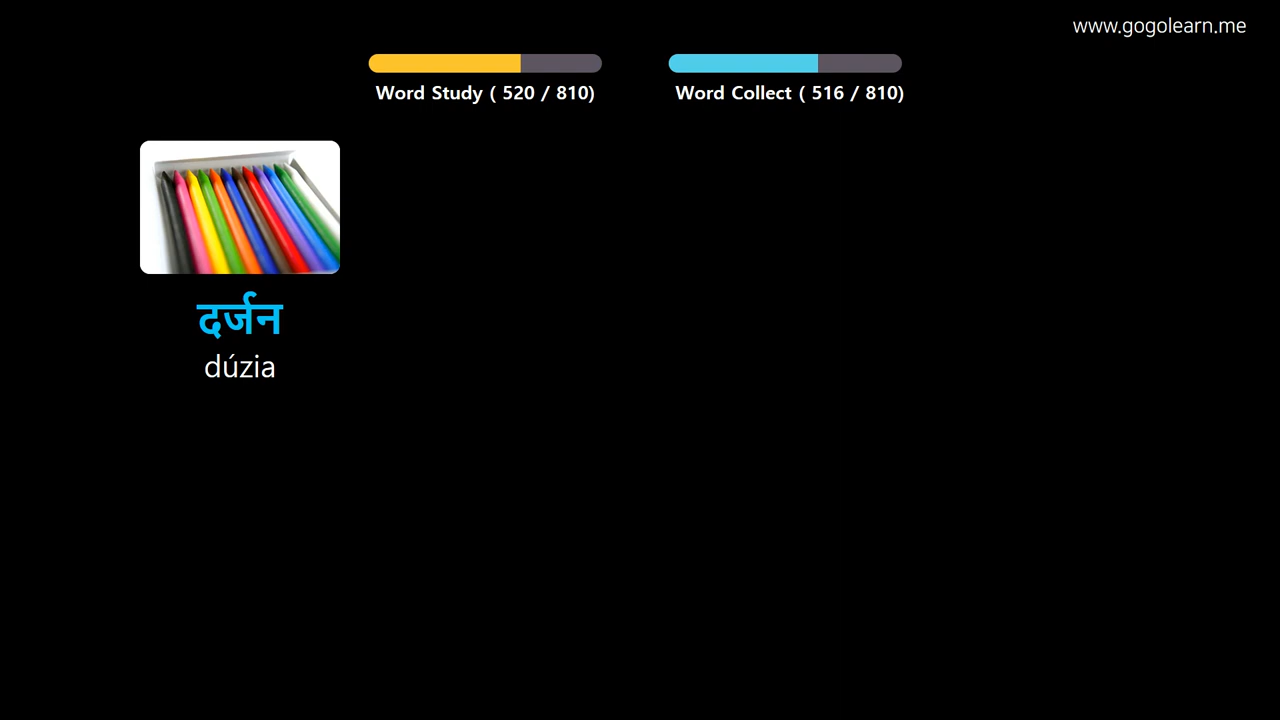 www.gogolearn.me
Word Study ( 520 / 810)
Word Collect ( 516 / 810)
दर्जन
dúzia